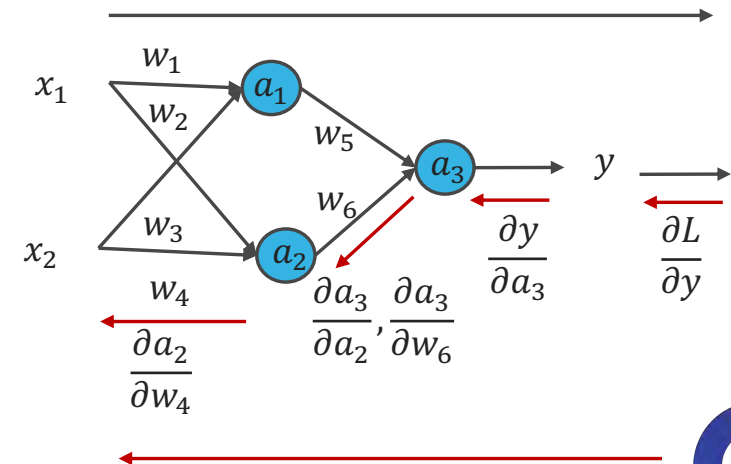 w₁
x₁
a₁
w₂
w₅
a₃
y
w₆
w₃
x₂
a₂
w₄
∂y/∂a₃
∂L/∂y
∂a₃/∂a₂, ∂a₃/∂w₆
∂a₂/∂w₄